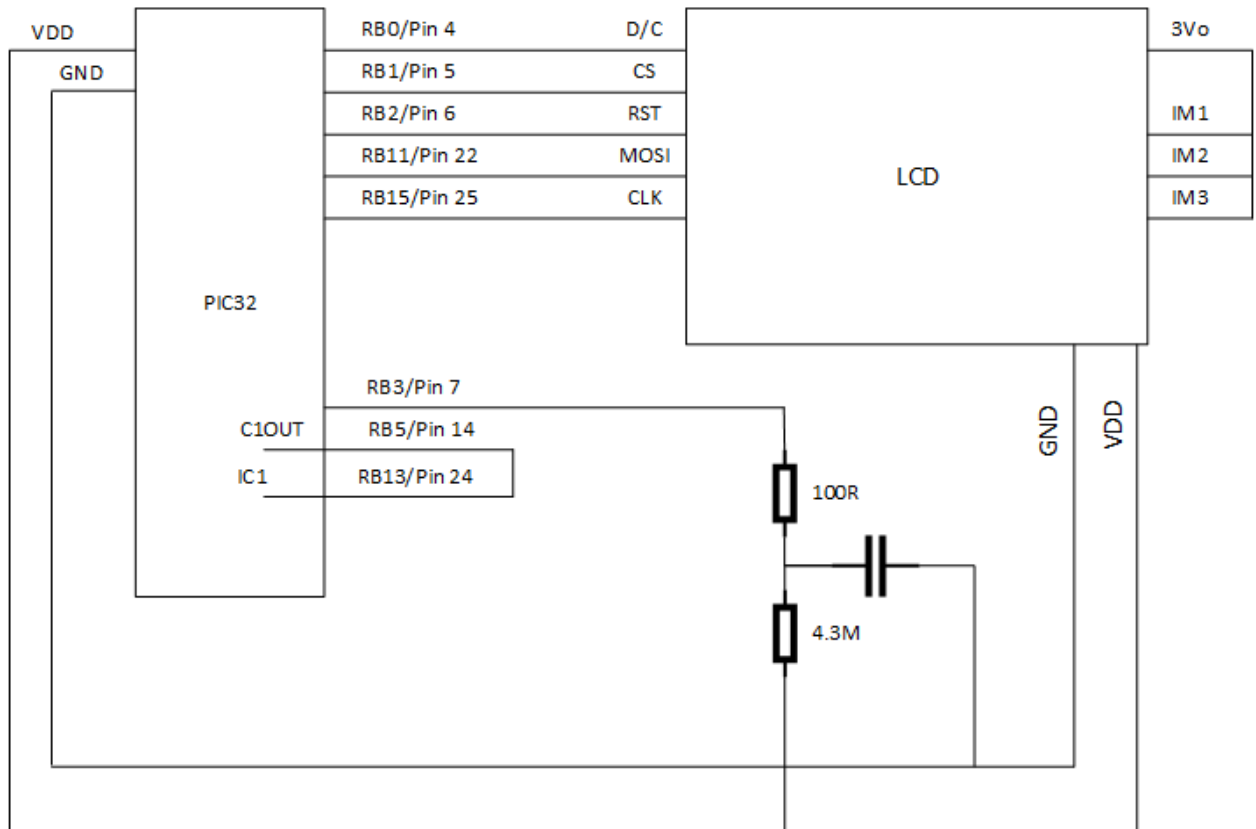 VDD
GND
RB0/Pin 4
D/C
RB1/Pin 5
CS
RB2/Pin 6
RST
RB11/Pin 22
MOSI
RB15/Pin 25
CLK
3Vo
IM1
IM2
IM3
LCD
PIC32
RB3/Pin 7
C1OUT
RB5/Pin 14
IC1
RB13/Pin 24
GND
VDD
100R
4.3M